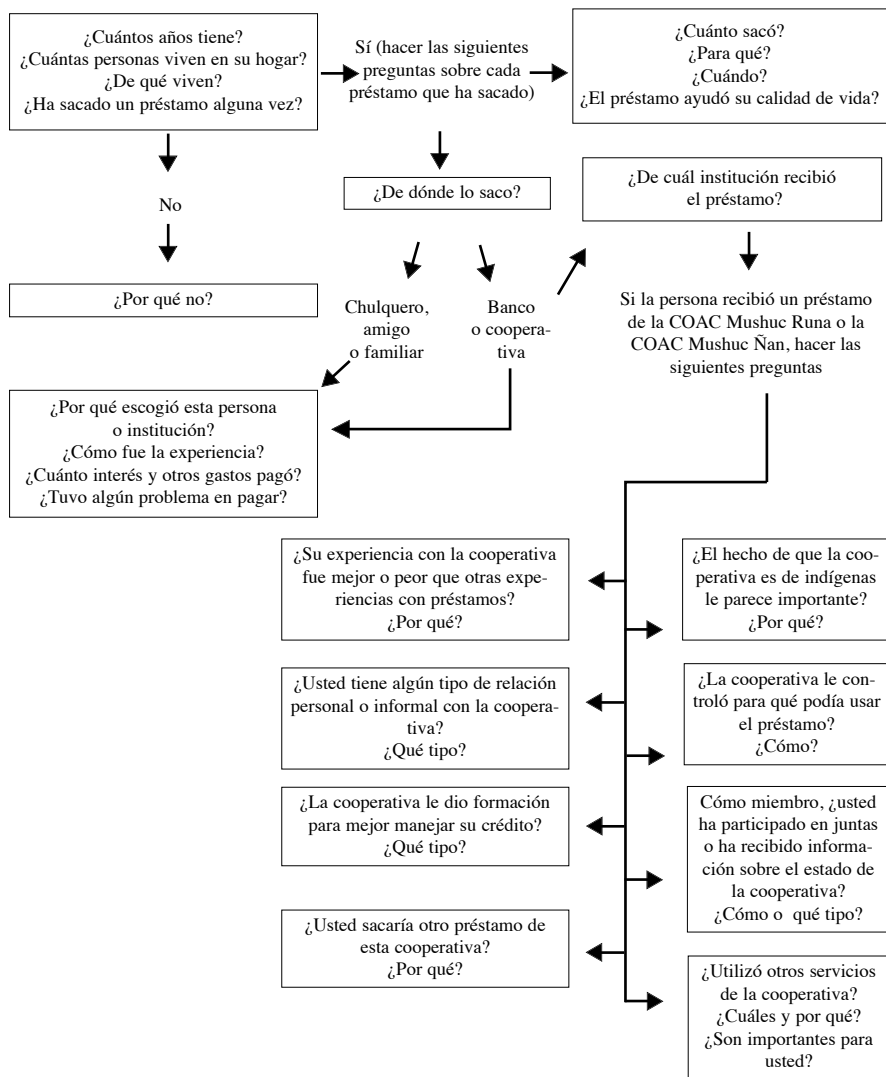 ¿Cuántos años tiene?
¿Cuántas personas viven en su hogar?
¿De qué viven?
¿Ha sacado un préstamo alguna vez?
Sí (hacer las siguientes
preguntas sobre cada
préstamo que ha sacado)
¿Cuánto sacó?
¿Para qué?
¿Cuándo?
¿El préstamo ayudó su calidad de vida?
No
¿Por qué no?
¿De dónde lo saco?
¿De cuál institución recibió
el préstamo?
Chulquero,
amigo
o familiar
Banco
o coopera-
tiva
Si la persona recibió un préstamo
de la COAC Mushuc Runa o la
COAC Mushuc Ñan, hacer las
siguientes preguntas
¿Por qué escogió esta persona
o institución?
¿Cómo fue la experiencia?
¿Cuánto interés y otros gastos pagó?
¿Tuvo algún problema en pagar?
¿Su experiencia con la cooperativa
fue mejor o peor que otras expe-
riencias con préstamos?
¿Por qué?
¿El hecho de que la coo-
perativa es de indígenas
le parece importante?
¿Por qué?
¿Usted tiene algún tipo de relación
personal o informal con la coopera-
tiva?
¿Qué tipo?
¿La cooperativa le con-
troló para qué podía usar
el préstamo?
¿Cómo?
¿La cooperativa le dio formación
para mejor manejar su crédito?
¿Qué tipo?
Cómo miembro, ¿usted
ha participado en juntas
o ha recibido informa-
ción sobre el estado de
la cooperativa?
¿Cómo o qué tipo?
¿Usted sacaría otro préstamo de
esta cooperativa?
¿Por qué?
¿Utilizó otros servicios
de la cooperativa?
¿Cuáles y por qué?
¿Son importantes para
usted?